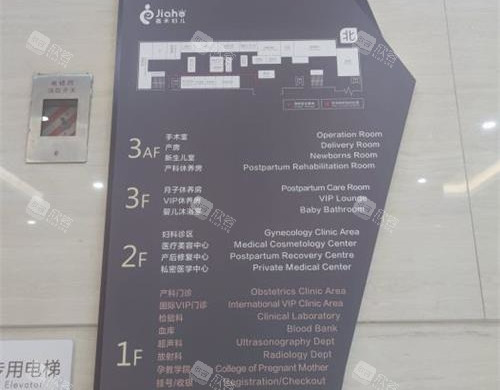 Jiahe
嘉禾妇儿
北
3AF
手术室 Operation Room
产房 Delivery Room
新生儿室 Newborns Room
产科休养房 Postpartum Rehabilitation Room
3F
月子休养房 Postpartum Care Room
VIP休养房 VIP Lounge
婴儿沐浴室 Baby Bathroom
2F
妇科诊区 Gynecology Clinic Area
医疗美容中心 Medical Cosmetology Center
产后修复中心 Postpartum Recovery Centre
私密医学中心 Private Medical Center
1F
产科门诊 Obstetrics Clinic Area
国际VIP门诊 International VIP Clinic Area
检验科 Clinical Laboratory
血库 Blood Bank
超声科 Ultrasonography Dept
放射科 Radiology Dept
孕教学院 College of Pregnant Mother
挂号/收银 Registration/Checkout
专用电梯
Elevator